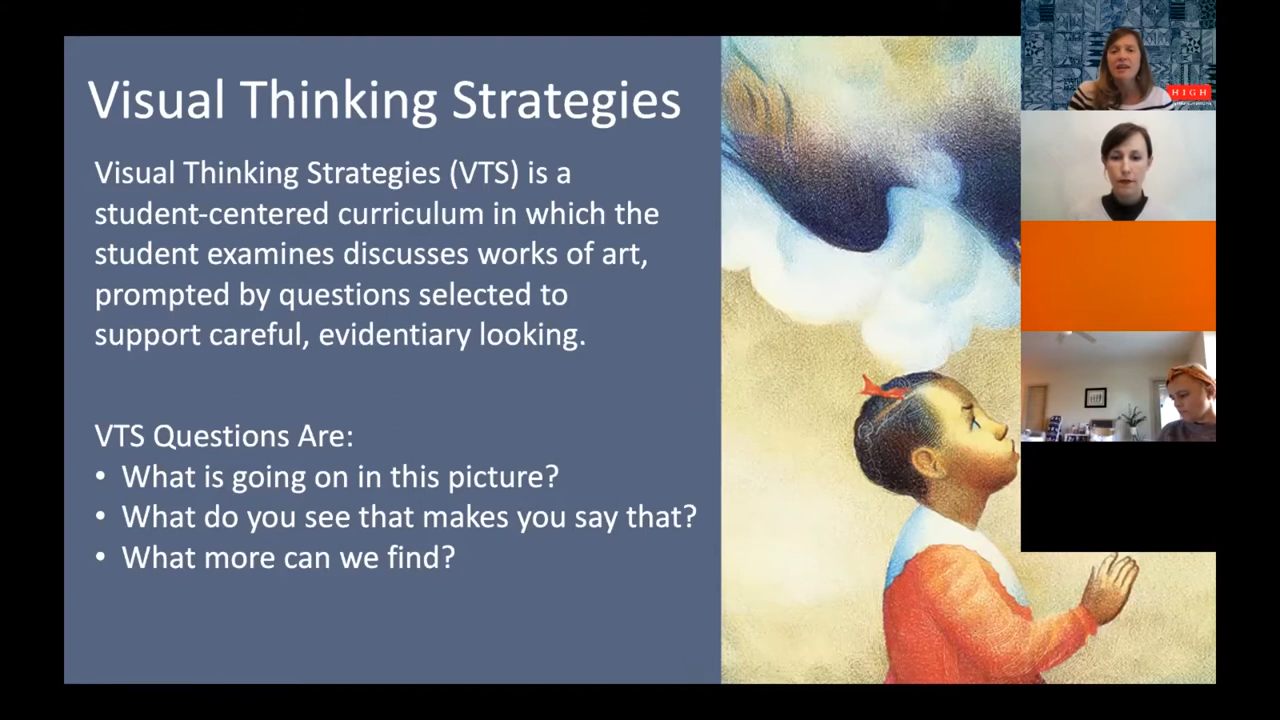 Visual Thinking Strategies
Visual Thinking Strategies (VTS) is a
student-centered curriculum in which the
student examines discusses works of art,
prompted by questions selected to
support careful, evidentiary looking.
VTS Questions Are:
• What is going on in this picture?
• What do you see that makes you say that?
• What more can we find?
HIGH